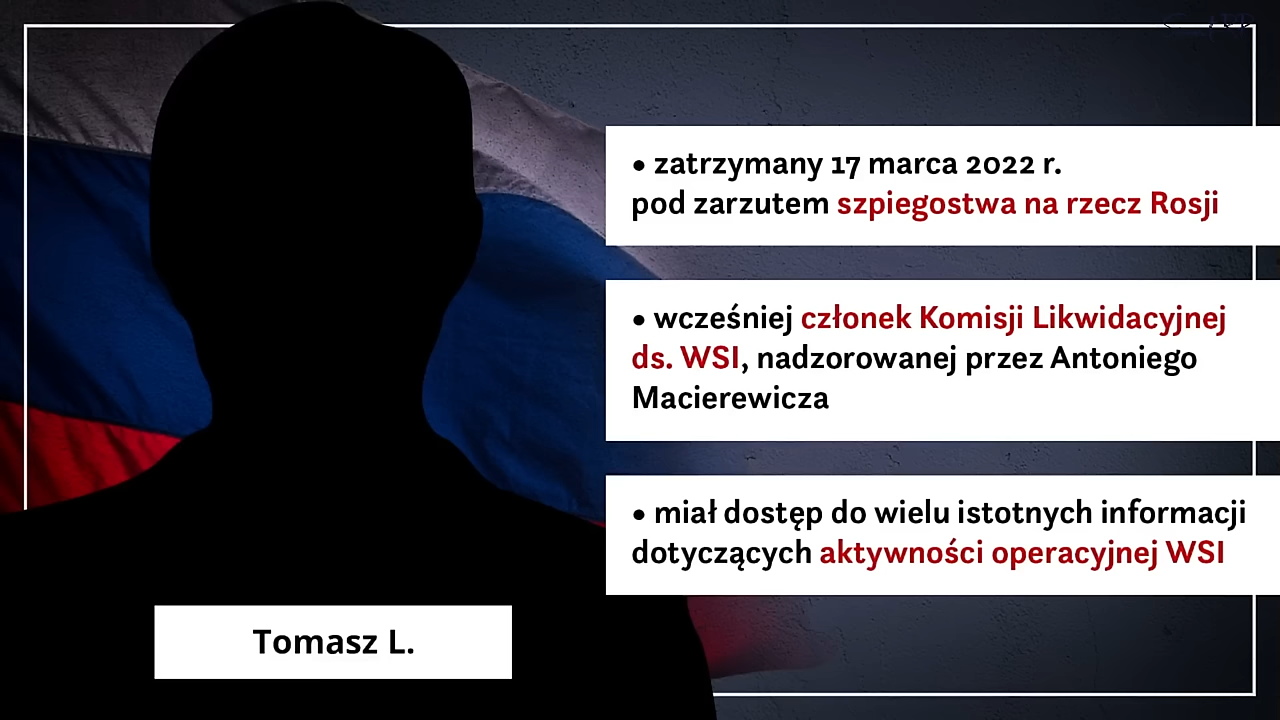 • zatrzymany 17 marca 2022 r.
pod zarzutem szpiegostwa na rzecz Rosji
• wcześniej członek Komisji Likwidacyjnej
ds. WSI, nadzorowanej przez Antoniego
Macierewicza
• miał dostęp do wielu istotnych informacji
dotyczących aktywności operacyjnej WSI
Tomasz L.